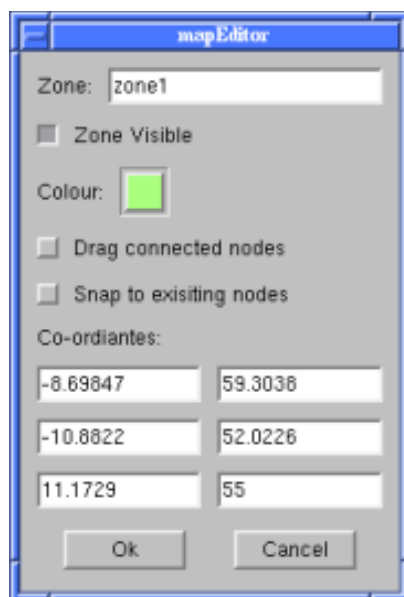 mapEditor
Zone: zone1
Zone Visible
Colour:
Drag connected nodes
Snap to exisiting nodes
Co-ordiantes:
-8.69847 59.3038
-10.8822 52.0226
11.1729 55
Ok Cancel